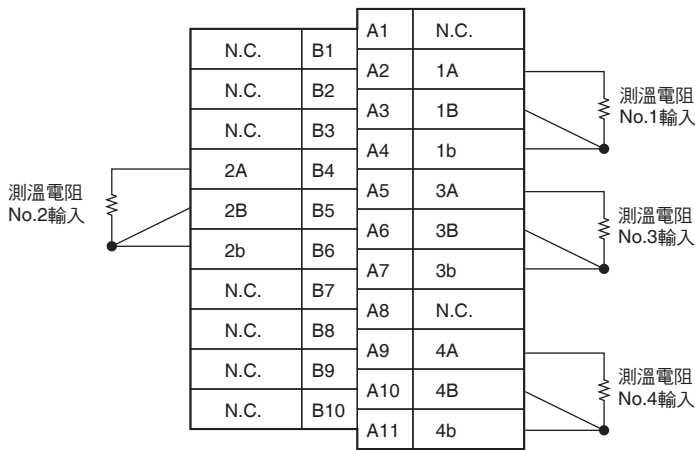 A1 N.C.
N.C. B1
A2 1A
N.C. B2
A3 1B
N.C. B3
A4 1b
測溫電阻
No.1輸入
2A B4
A5 3A
2B B5
A6 3B
2b B6
A7 3b
測溫電阻
No.2輸入
測溫電阻
No.3輸入
N.C. B7
A8 N.C.
N.C. B8
A9 4A
N.C. B9
A10 4B
N.C. B10
A11 4b
測溫電阻
No.4輸入